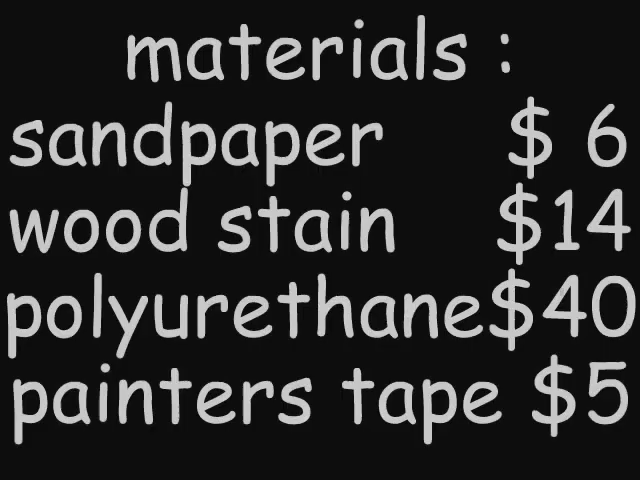 materials :
sandpaper $ 6
wood stain $14
polyurethane $40
painters tape $5